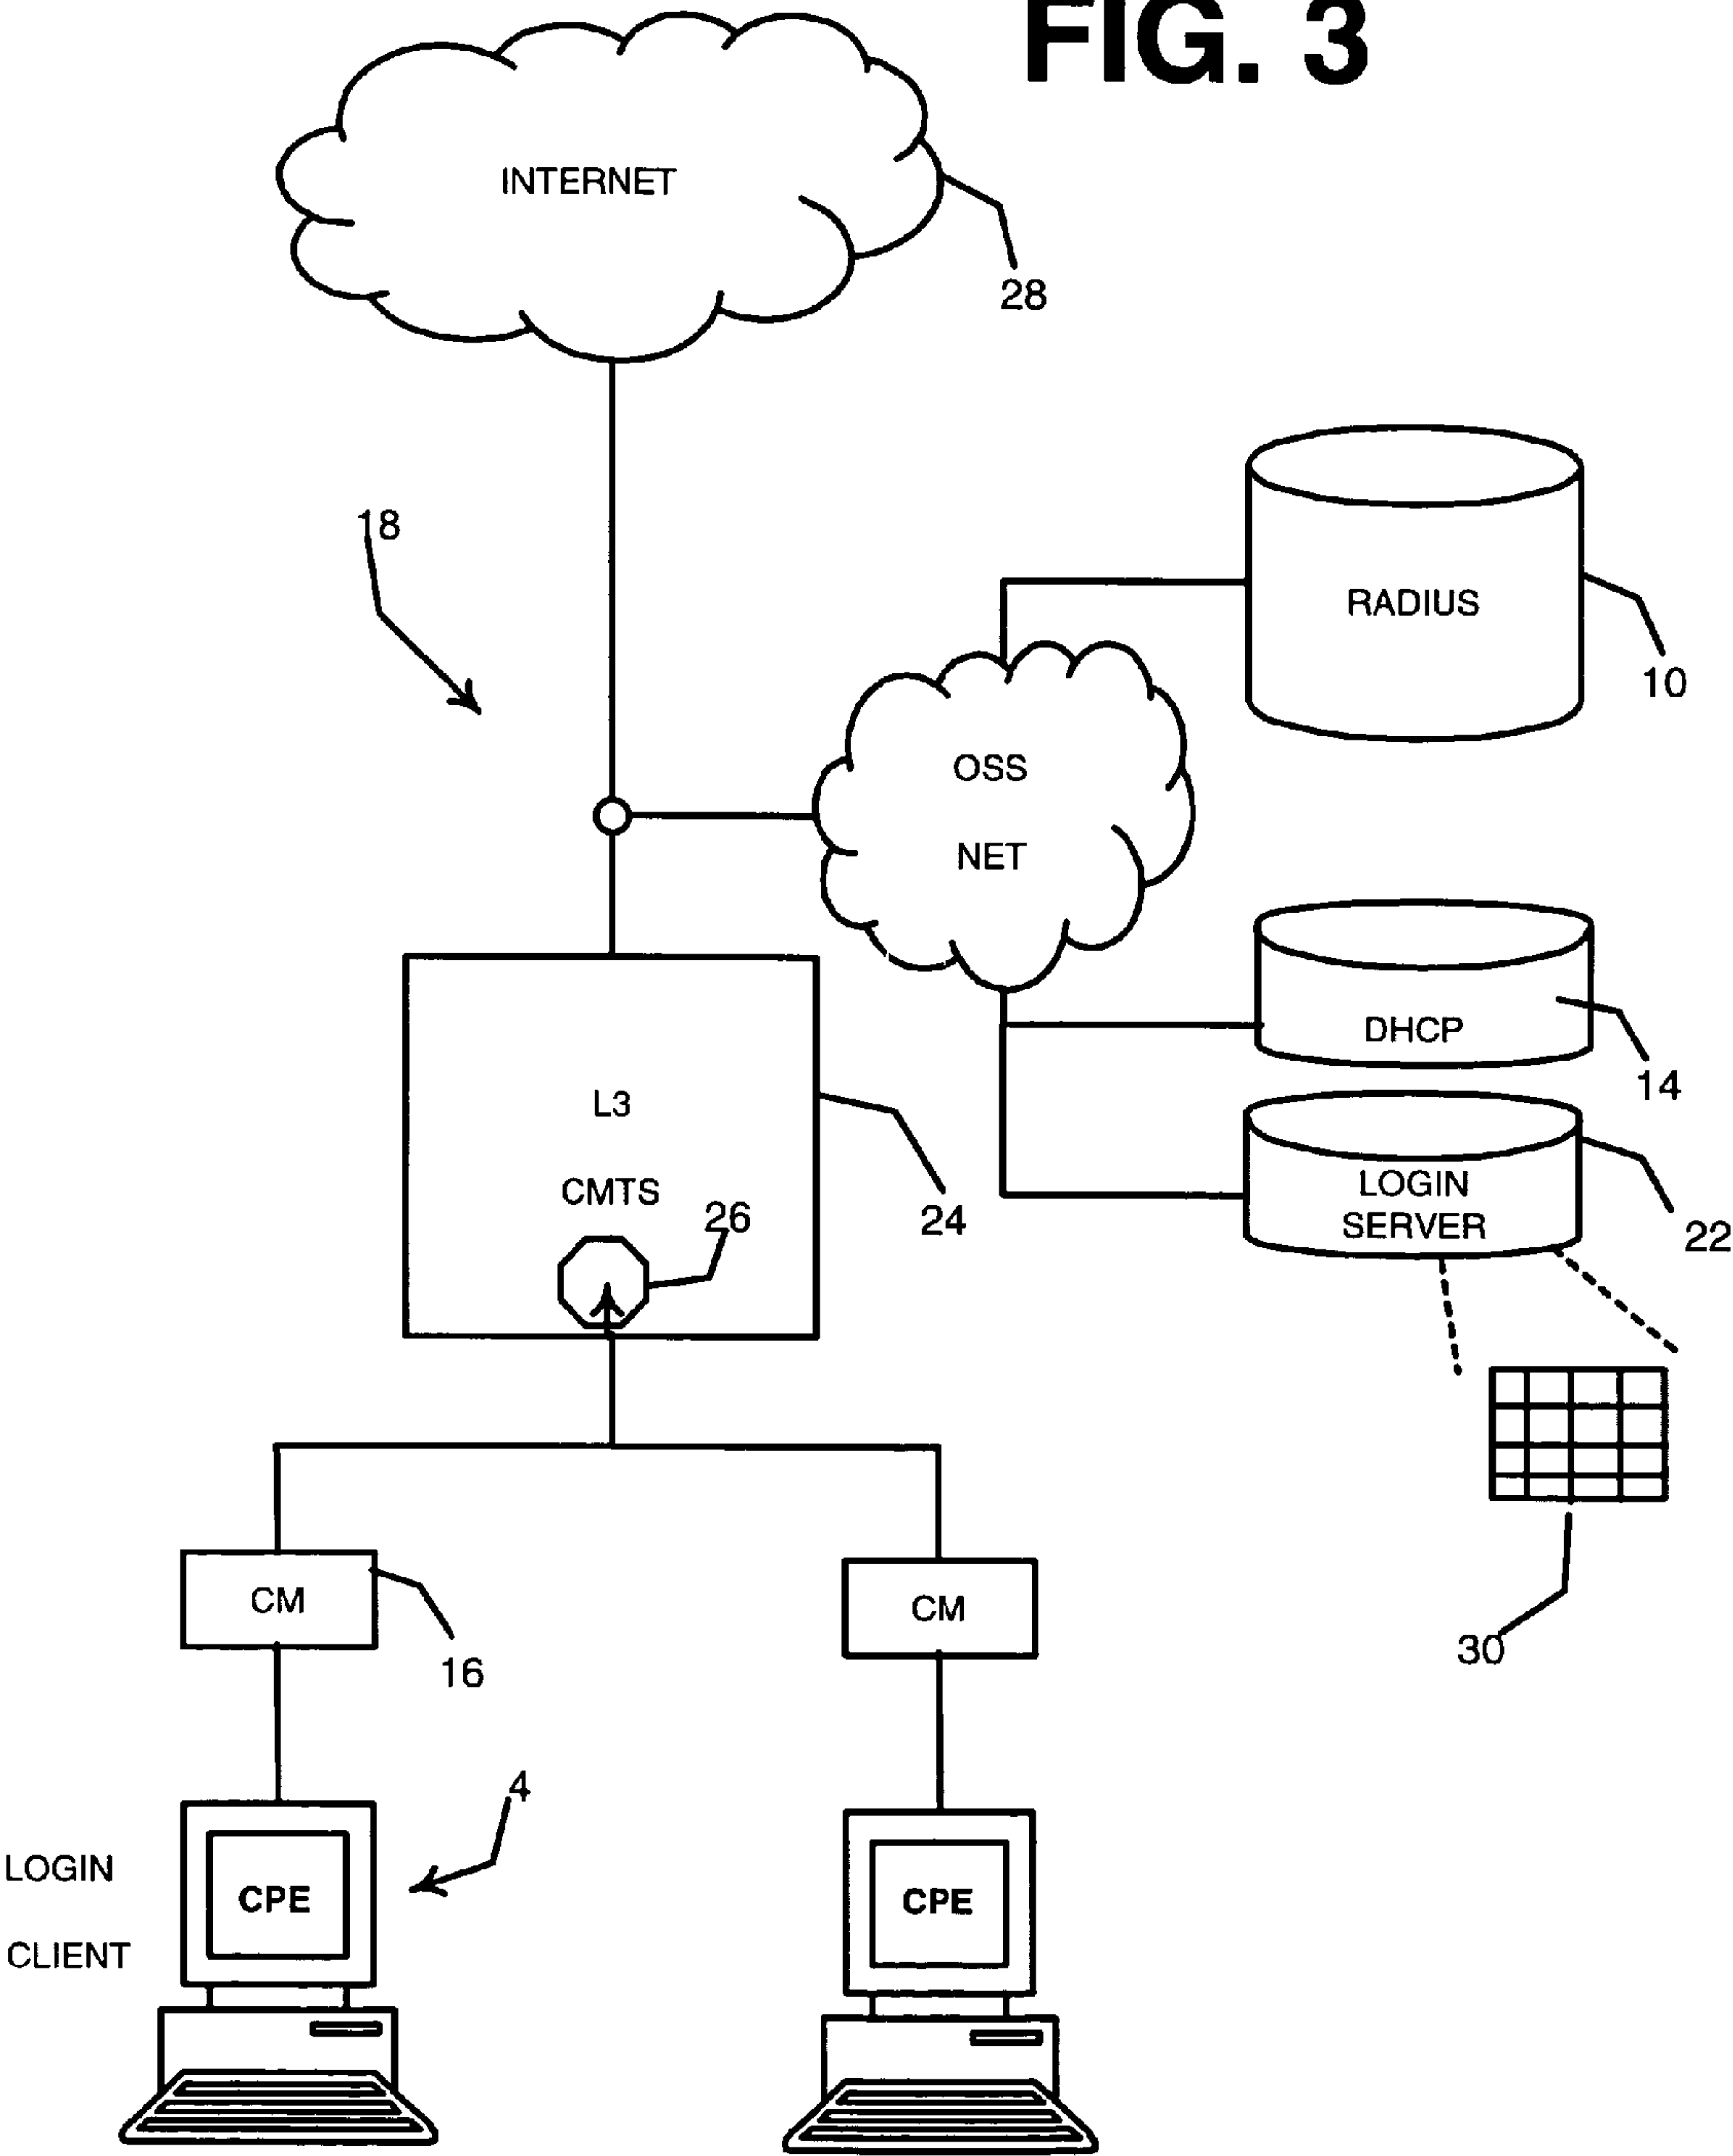 FIG. 3
INTERNET
28
18
RADIUS
10
OSS
NET
DHCP
14
L3
CMTS
LOGIN
SERVER
22
24
26
CM
16
CM
30
4
LOGIN
CLIENT
CPE
CPE